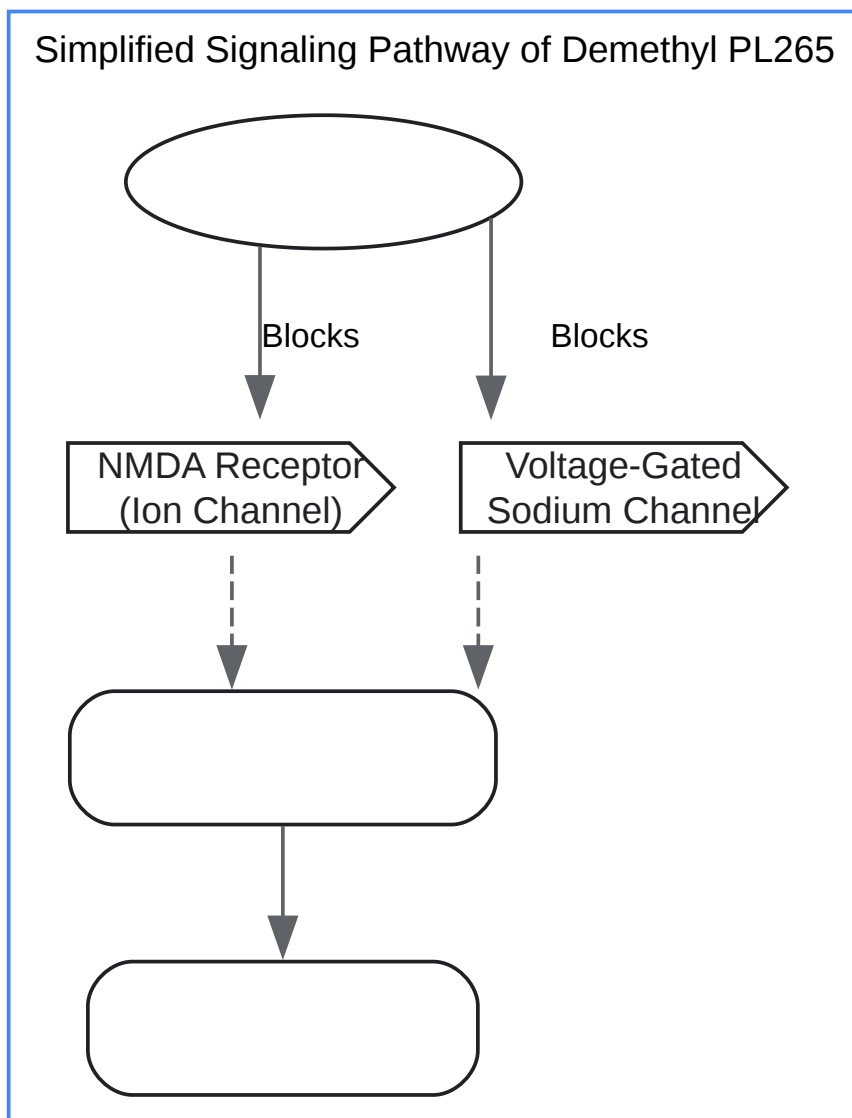 Simplified Signaling Pathway of Demethyl PL265
Blocks
Blocks
NMDA Receptor
(Ion Channel)
Voltage-Gated
Sodium Channel